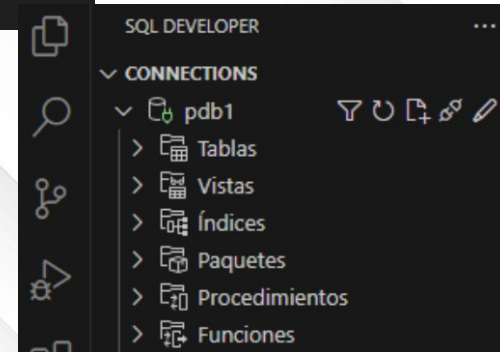 SQL DEVELOPER
CONNECTIONS
pdb1
Tablas
Vistas
Índices
Paquetes
Procedimientos
Funciones